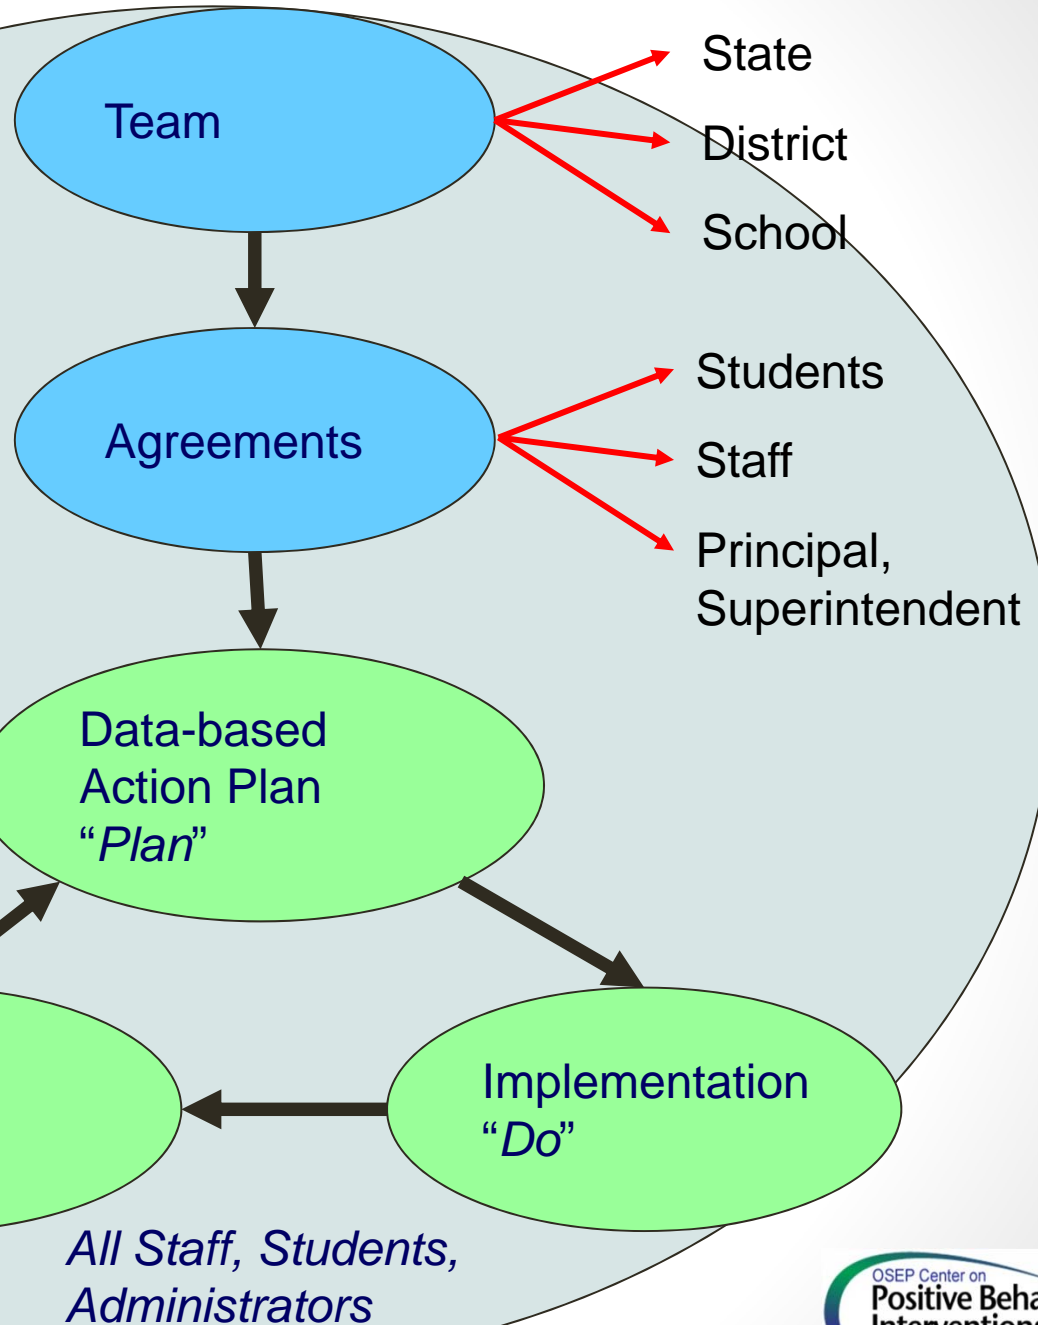 Team
State
District
School
Agreements
Students
Staff
Principal,
Superintendent
Data-based
Action Plan
“Plan”
Implementation
“Do”
All Staff, Students,
Administrators
OSEP Center on
Positive Beha
Interventions